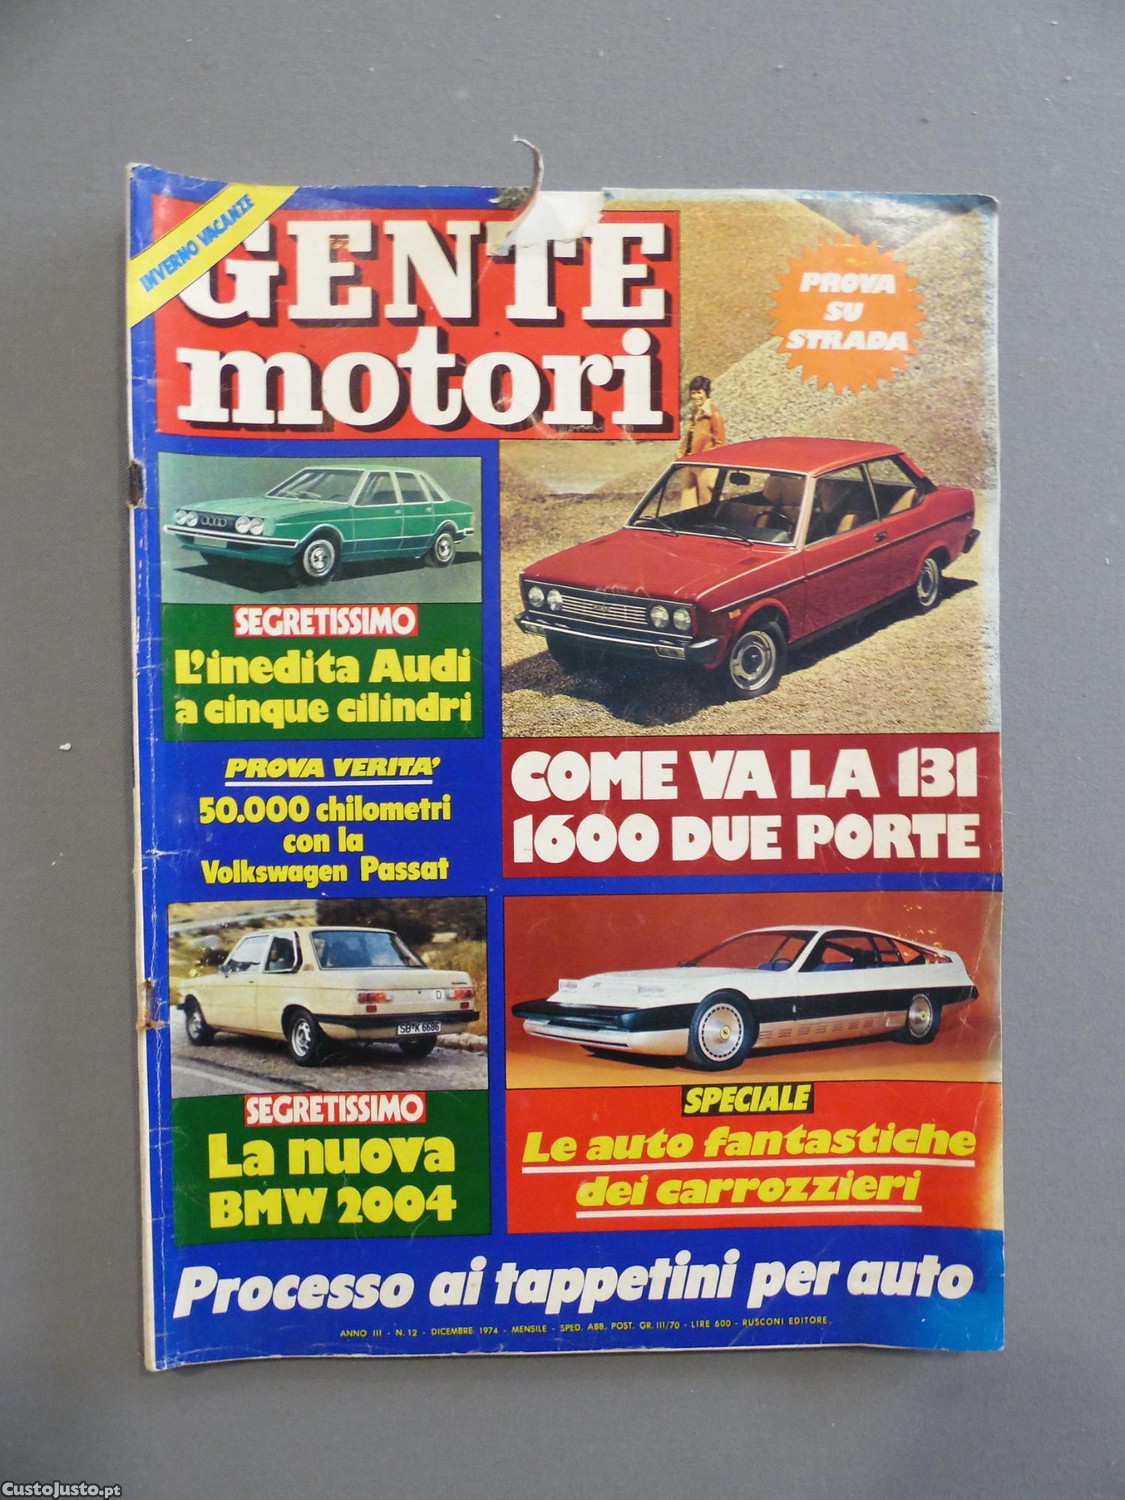 INVERNO VACANZE
GENTE
motori
PROVA
SU
STRADA
SEGRETISSIMO
L'inedita Audi
a cinque cilindri
PROVA VERITA'
50.000 chilometri
con la
Volkswagen Passat
COME VA LA 131
1600 DUE PORTE
D
SB·K 6686
SEGRETISSIMO
La nuova
BMW 2004
SPECIALE
Le auto fantastiche
dei carrozzieri
Processo ai tappetini per auto
ANNO III - N. 12 - DICEMBRE 1974 - MENSILE - SPED. ABB. POST. GR. III/70 - LIRE 600 - RUSCONI EDITORE.
CustoJusto.pt